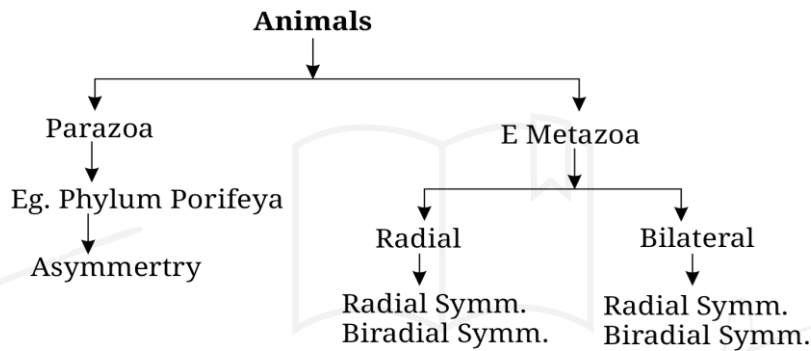 Animals
Parazoa
E Metazoa
Eg. Phylum Porifeya
Asymmertry
Radial
Bilateral
Radial Symm.
Biradial Symm.
Radial Symm.
Biradial Symm.